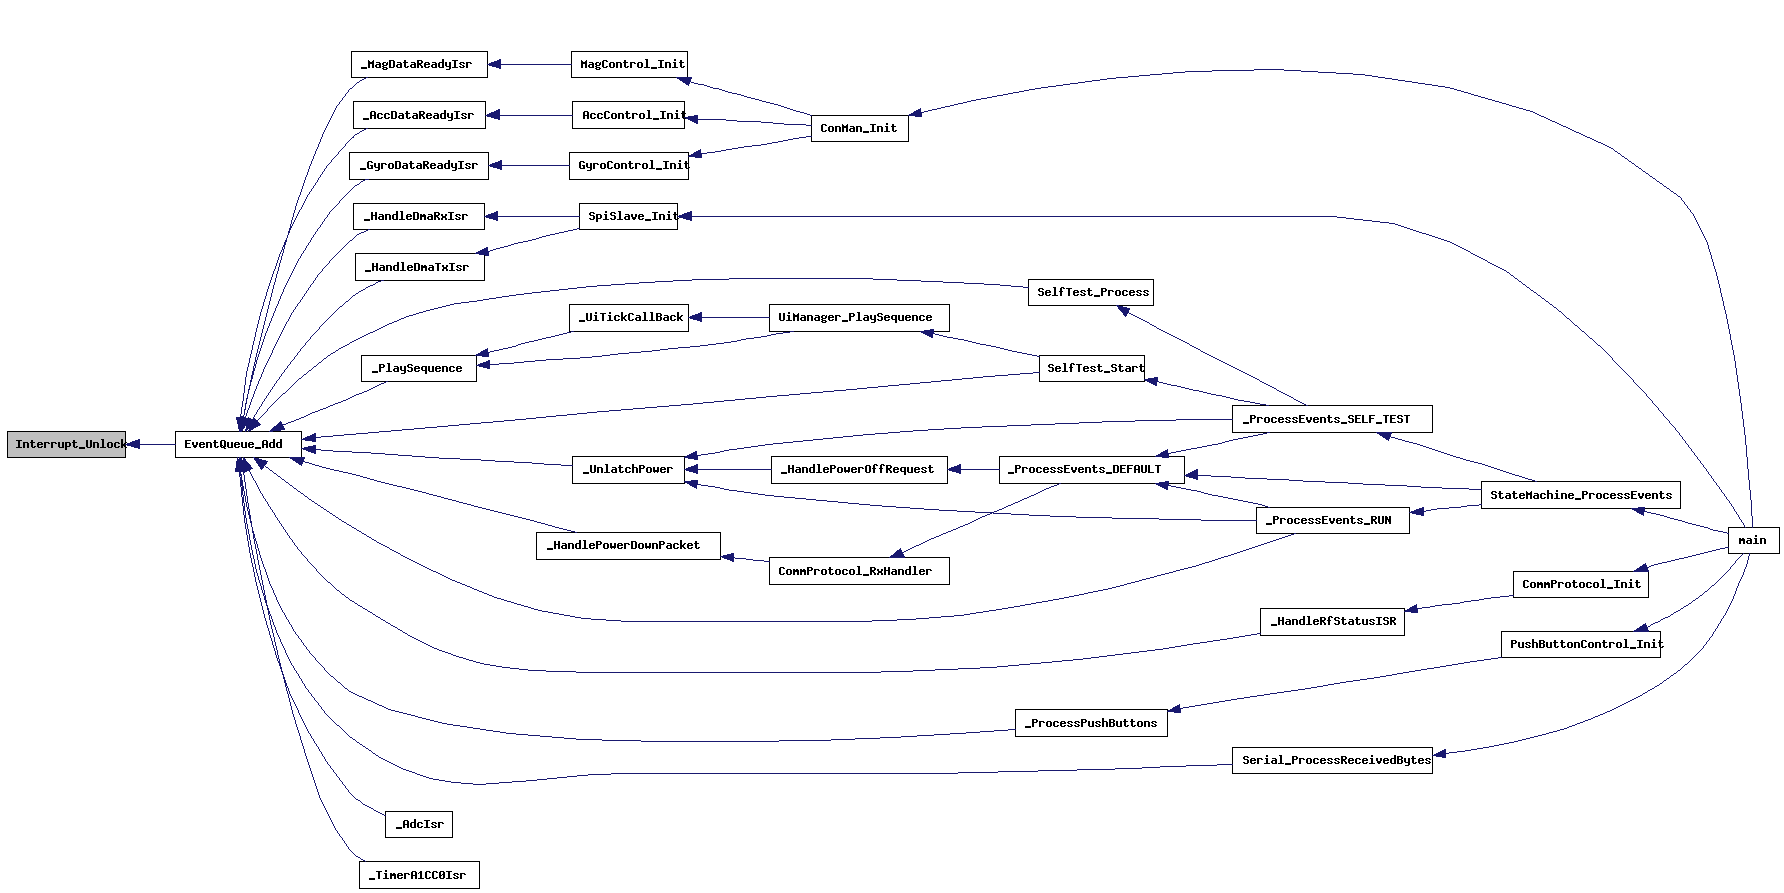 _MagDataReadyIsr
MagControl_Init
_AccDataReadyIsr
AccControl_Init
ConMan_Init
_GyroDataReadyIsr
GyroControl_Init
_HandleDmaRxIsr
SpiSlave_Init
_HandleDmaTxIsr
SelfTest_Process
_UiTickCallBack
UiManager_PlaySequence
_PlaySequence
SelfTest_Start
_ProcessEvents_SELF_TEST
Interrupt_Unlock
EventQueue_Add
_UnlatchPower
_HandlePowerOffRequest
_ProcessEvents_DEFAULT
StateMachine_ProcessEvents
_ProcessEvents_RUN
main
_HandlePowerDownPacket
CommProtocol_RxHandler
CommProtocol_Init
_HandleRfStatusISR
PushButtonControl_Init
_ProcessPushButtons
Serial_ProcessReceivedBytes
_AdcIsr
_TimerA1CC0Isr